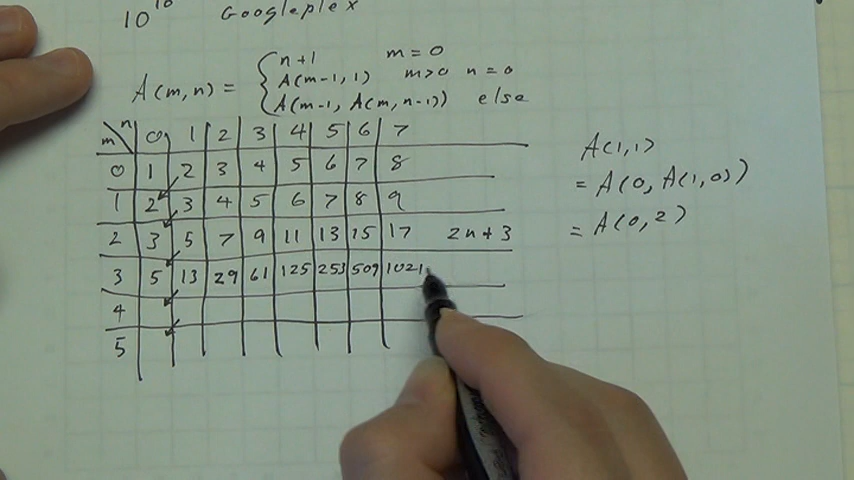 10^10 Googleplex
A(m,n) = { n+1 m=0
A(m-1, 1) m>0 n=0
A(m-1, A(m, n-1)) else
m\n 0 1 2 3 4 5 6 7
0 1 2 3 4 5 6 7 8
1 2 3 4 5 6 7 8 9
2 3 5 7 9 11 13 15 17 2n+3
3 5 13 29 61 125 253 509 1021
4
5
A(1,1)
= A(0, A(1,0))
= A(0,2)